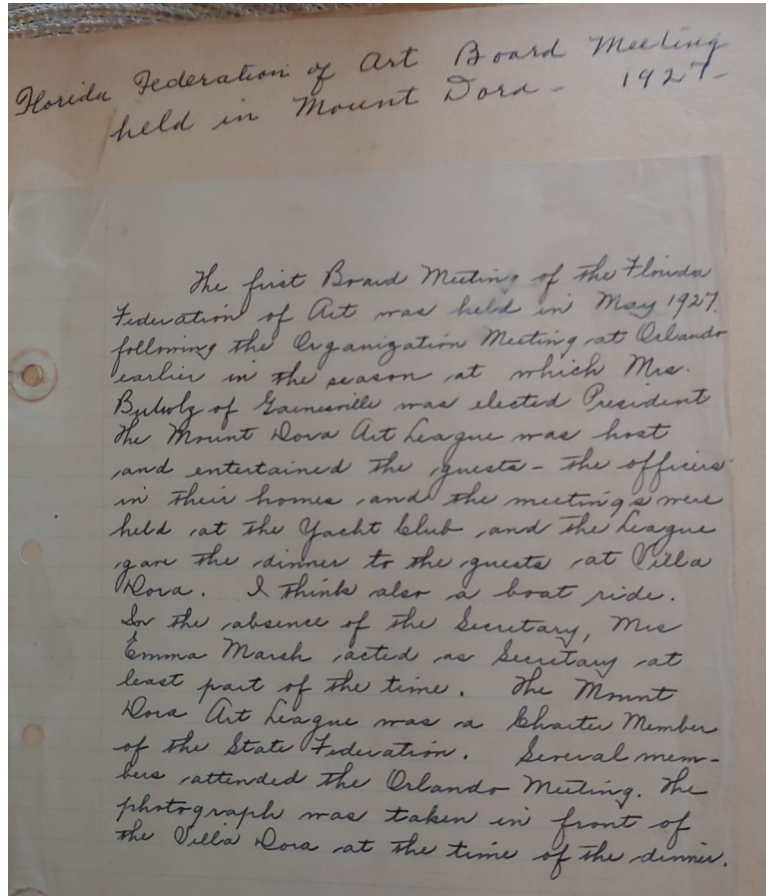 Florida Federation of Art Board Meeting
held in Mount Dora - 1927-
The first Board Meeting of the Florida
Federation of Art was held in May 1927.
following the Organization Meeting at Orlando
earlier in the season at which Mrs.
of Gainesville was elected President
The Mount Dora Art League was host
and entertained the guests - the officers
in their homes and the meetings were
held at the Yacht Club and the League
gave the dinner to the guests at Villa
Dora. I think also a boat ride.
In the absence of the Secretary, Mrs
Emma Marsh acted as Secretary at
least part of the time. The Mount
Dora Art League was a Charter Member
of the State Federation. Several mem-
bers attended the Orlando Meeting. The
photograph was taken in front of
the Villa Dora at the time of the dinner.